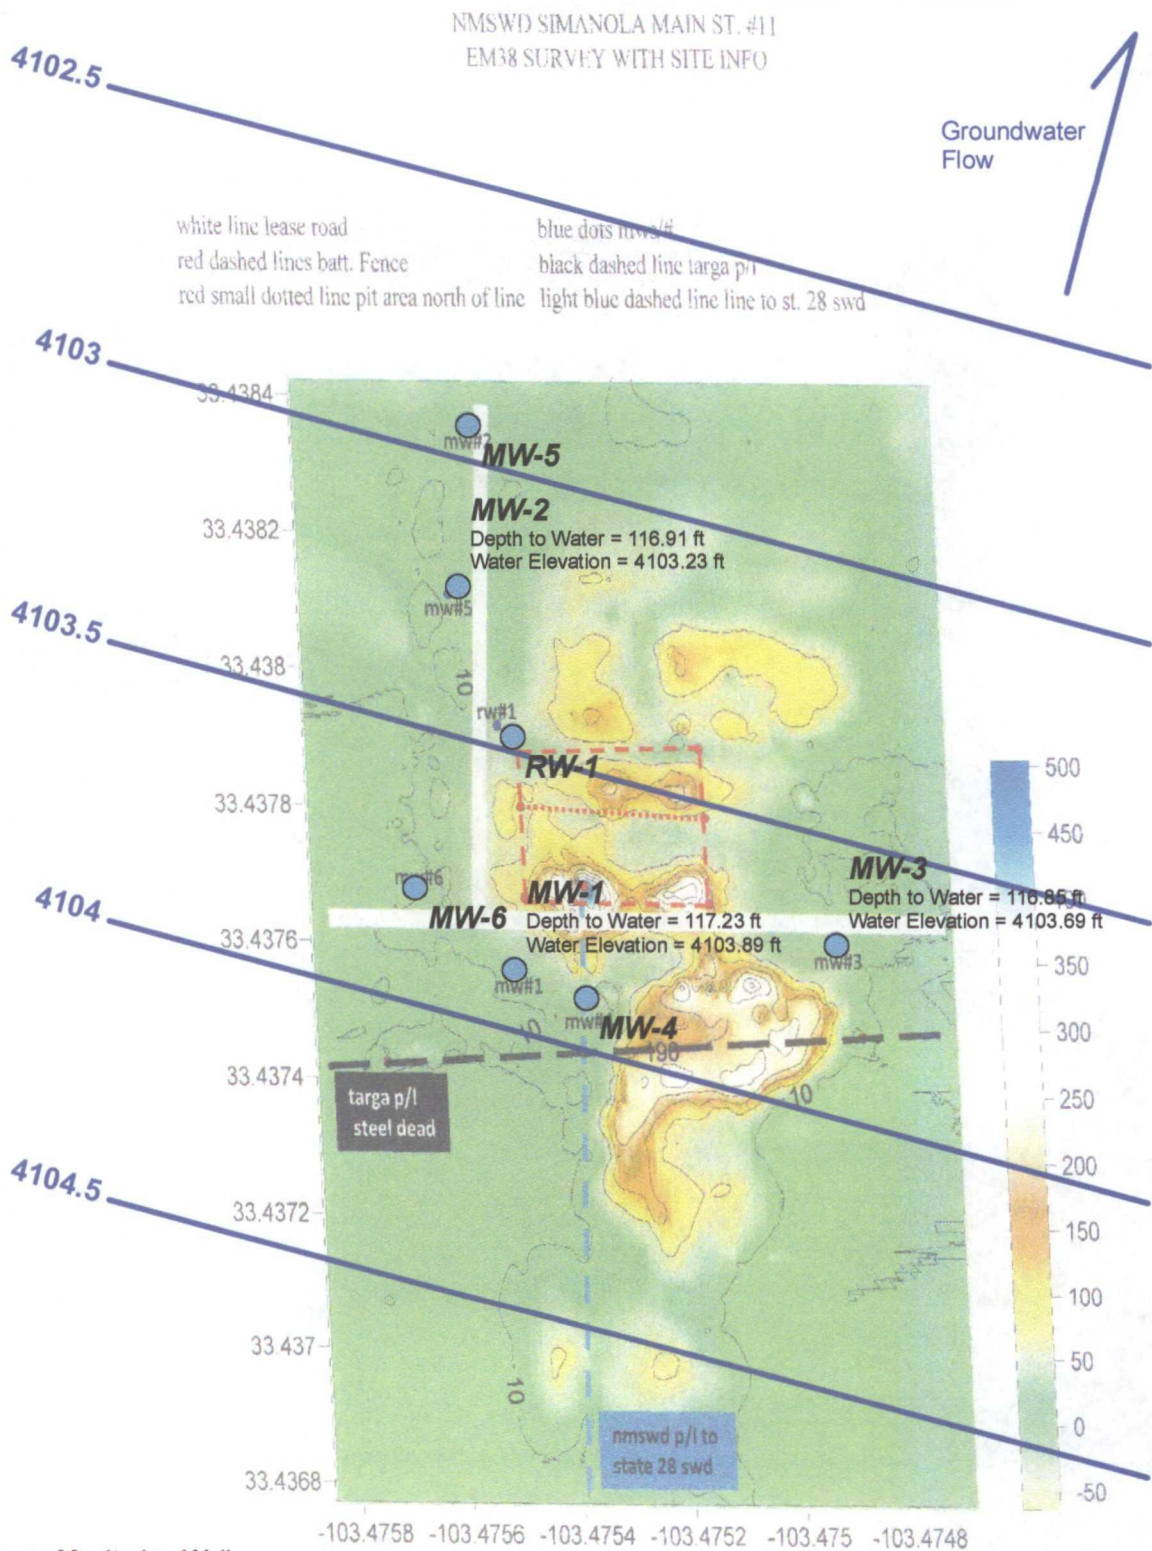 NMSWD SIMANOLA MAIN ST. #11
EM38 SURVEY WITH SITE INFO
4102.5
Groundwater
Flow
white line lease road
red dashed lines batt. Fence
red small dotted line pit area north of line
blue dots mws/#
black dashed line targa p/l
light blue dashed line line to st. 28 swd
4103
33.4384
mw#2
MW-5
MW-2
Depth to Water = 116.91 ft
Water Elevation = 4103.23 ft
33.4382
mw#5
4103.5
33.438
10
rw#1
RW-1
33.4378
500
450
350
300
250
200
150
100
50
0
-50
mw#6
MW-6
MW-1
Depth to Water = 117.23 ft
Water Elevation = 4103.89 ft
MW-3
Depth to Water = 116.85 ft
Water Elevation = 4103.69 ft
4104
33.4376
mw#1
mw#3
10
mw#
MW-4
190
33.4374
10
targa p/l
steel dead
4104.5
33.4372
33.437
10
nmswd p/l to
state 28 swd
33.4368
-103.4758 -103.4756 -103.4754 -103.4752 -103.475 -103.4748